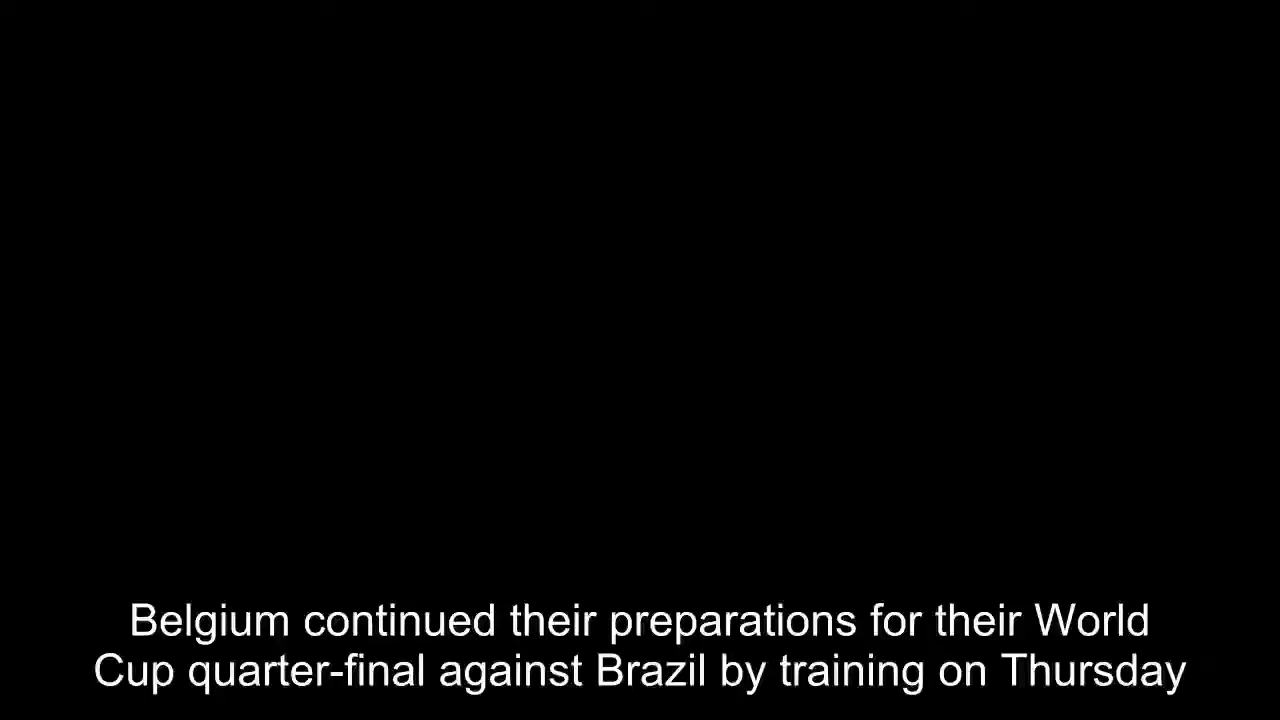 Belgium continued their preparations for their World
Cup quarter-final against Brazil by training on Thursday